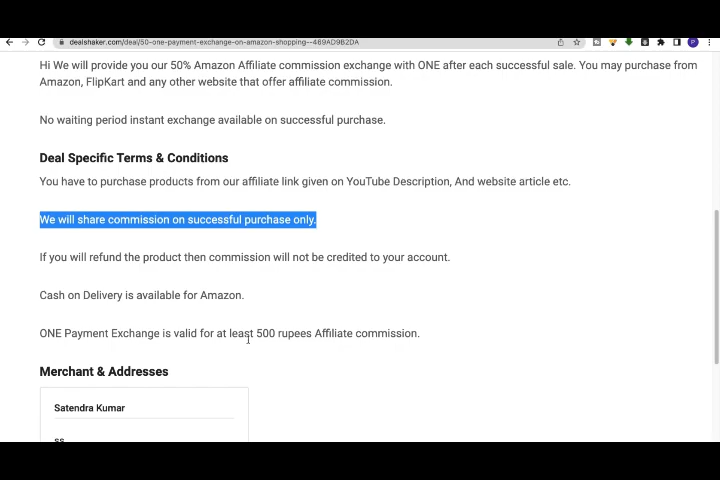 dealshaker.com/deal/50-one-payment-exchange-on-amazon-shopping--469AD9B2DA
P
Hi We will provide you our 50% Amazon Affiliate commission exchange with ONE after each successful sale. You may purchase from
Amazon, FlipKart and any other website that offer affiliate commission.
No waiting period instant exchange available on successful purchase.
Deal Specific Terms & Conditions
You have to purchase products from our affiliate link given on YouTube Description, And website article etc.
We will share commission on successful purchase only.
If you will refund the product then commission will not be credited to your account.
Cash on Delivery is available for Amazon.
ONE Payment Exchange is valid for at least 500 rupees Affiliate commission.
Merchant & Addresses
Satendra Kumar
ss